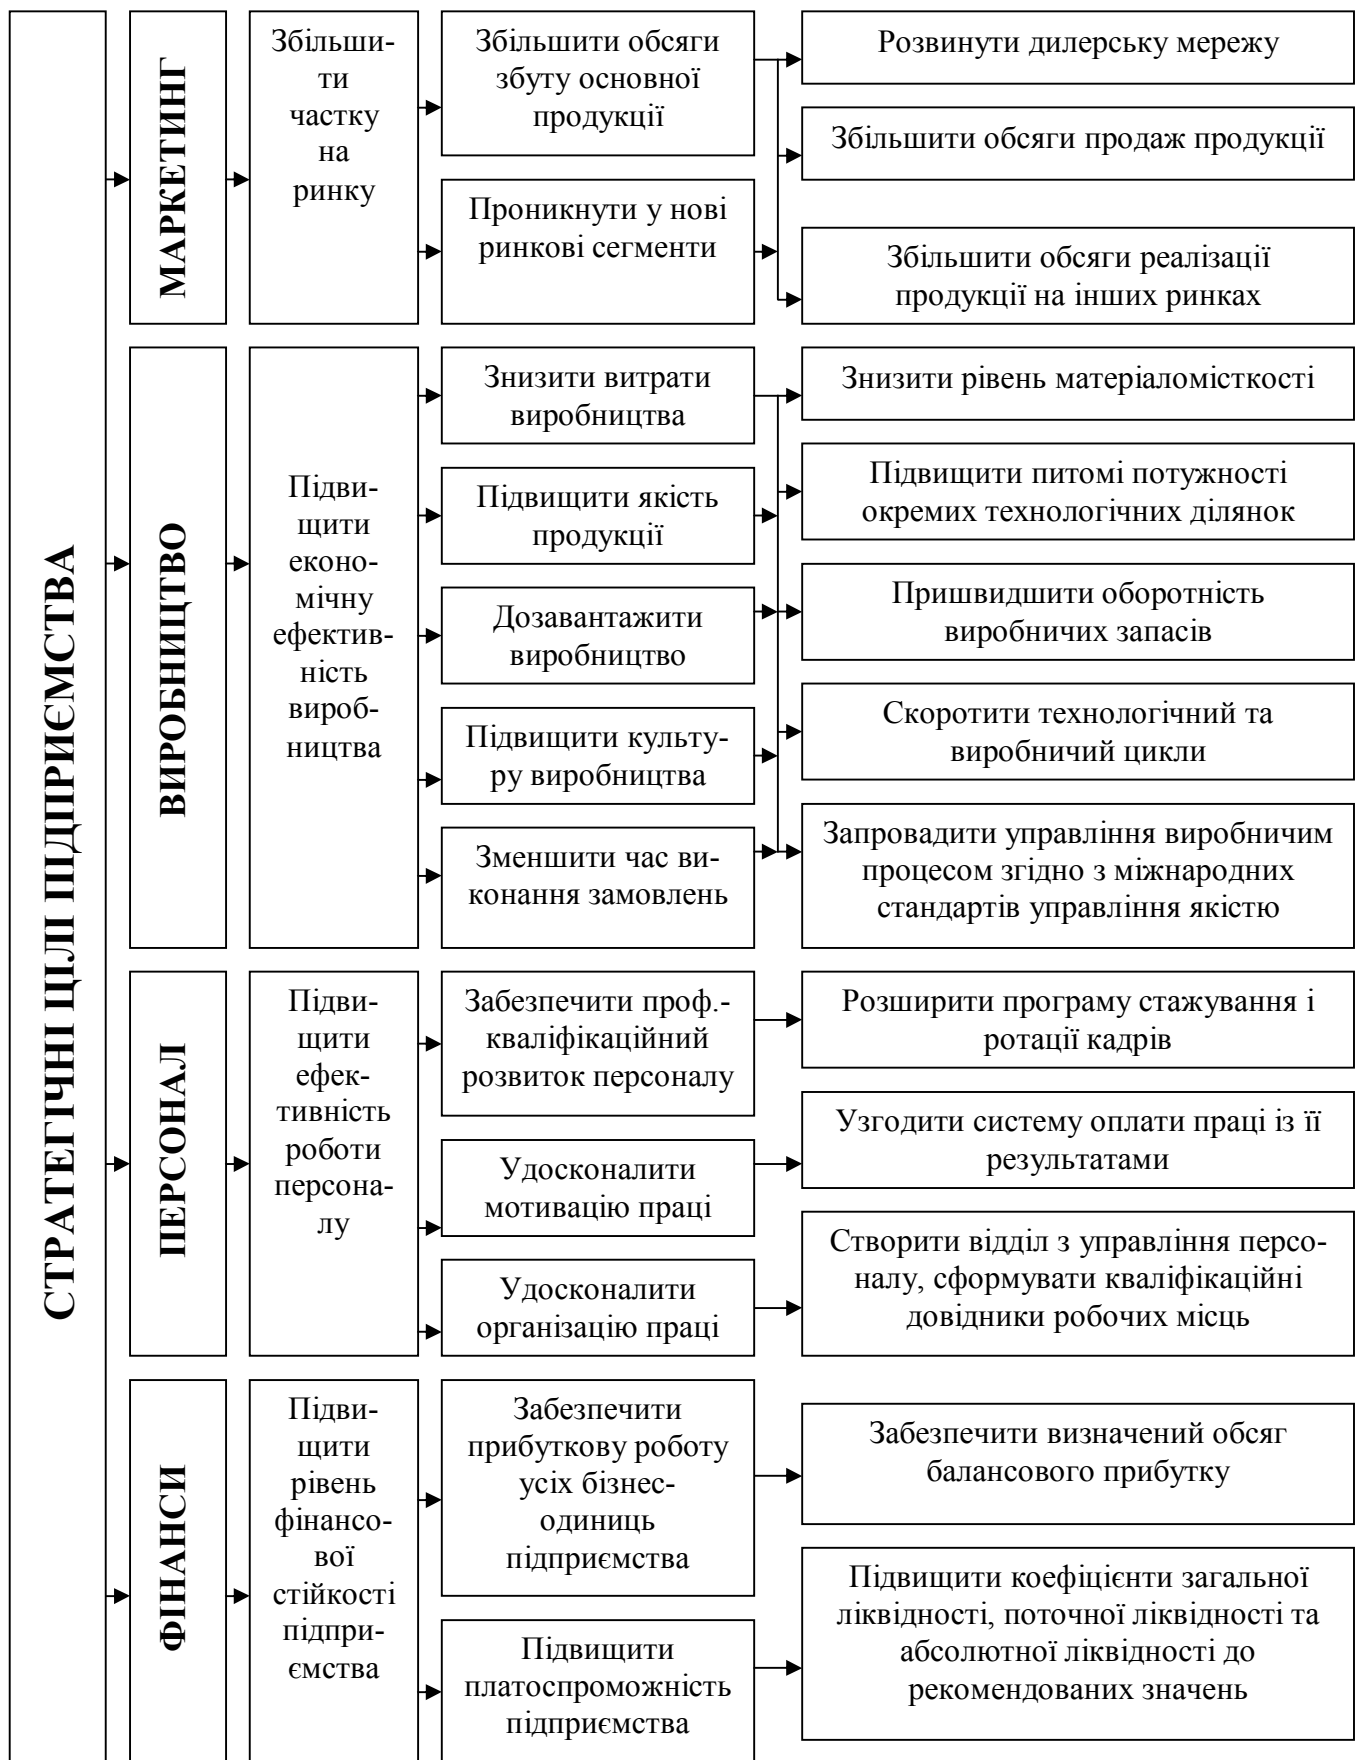 СТРАТЕГІЧНІ ЦІЛІ ПІДПРИЄМСТВА
МАРКЕТИНГ
Збільши-
ти
частку
на
ринку
Збільшити обсяги
збуту основної
продукції
Проникнути у нові
ринкові сегменти
Розвинути дилерську мережу
Збільшити обсяги продаж продукції
Збільшити обсяги реалізації
продукції на інших ринках
ВИРОБНИЦТВО
Підви-
щити
еконо-
мічну
ефектив-
ність
вироб-
ництва
Знизити витрати
виробництва
Підвищити якість
продукції
Дозавантажити
виробництво
Підвищити культу-
ру виробництва
Зменшити час ви-
конання замовлень
Знизити рівень матеріаломісткості
Підвищити питомі потужності
окремих технологічних ділянок
Пришвидшити оборотність
виробничих запасів
Скоротити технологічний та
виробничий цикли
Запровадити управління виробничим
процесом згідно з міжнародних
стандартів управління якістю
ПЕРСОНАЛ
Підви-
щити
ефек-
тивність
роботи
персона-
лу
Забезпечити проф.-
кваліфікаційний
розвиток персоналу
Удосконалити
мотивацію праці
Удосконалити
організацію праці
Розширити програму стажування і
ротації кадрів
Узгодити систему оплати праці із її
результатами
Створити відділ з управління персо-
налу, сформувати кваліфікаційні
довідники робочих місць
ФІНАНСИ
Підви-
щити
рівень
фінансо-
вої
стійкості
підпри-
ємства
Забезпечити
прибуткову роботу
усіх бізнес-
одиниць
підприємства
Підвищити
платоспроможність
підприємства
Забезпечити визначений обсяг
балансового прибутку
Підвищити коефіцієнти загальної
ліквідності, поточної ліквідності та
абсолютної ліквідності до
рекомендованих значень